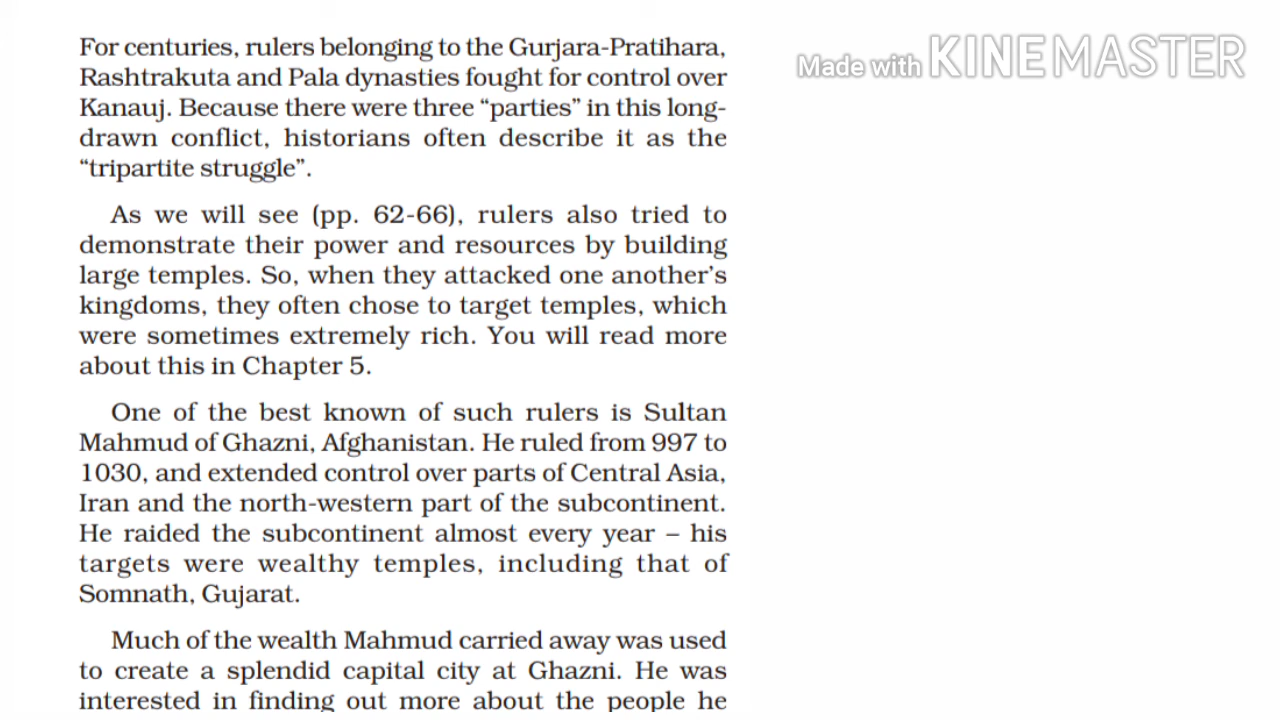 For centuries, rulers belonging to the Gurjara-Pratihara,
Rashtrakuta and Pala dynasties fought for control over
Kanauj. Because there were three “parties” in this long-
drawn conflict, historians often describe it as the
“tripartite struggle”.
As we will see (pp. 62-66), rulers also tried to
demonstrate their power and resources by building
large temples. So, when they attacked one another’s
kingdoms, they often chose to target temples, which
were sometimes extremely rich. You will read more
about this in Chapter 5.
One of the best known of such rulers is Sultan
Mahmud of Ghazni, Afghanistan. He ruled from 997 to
1030, and extended control over parts of Central Asia,
Iran and the north-western part of the subcontinent.
He raided the subcontinent almost every year – his
targets were wealthy temples, including that of
Somnath, Gujarat.
Much of the wealth Mahmud carried away was used
to create a splendid capital city at Ghazni. He was
interested in finding out more about the people he
Made with KINEMASTER